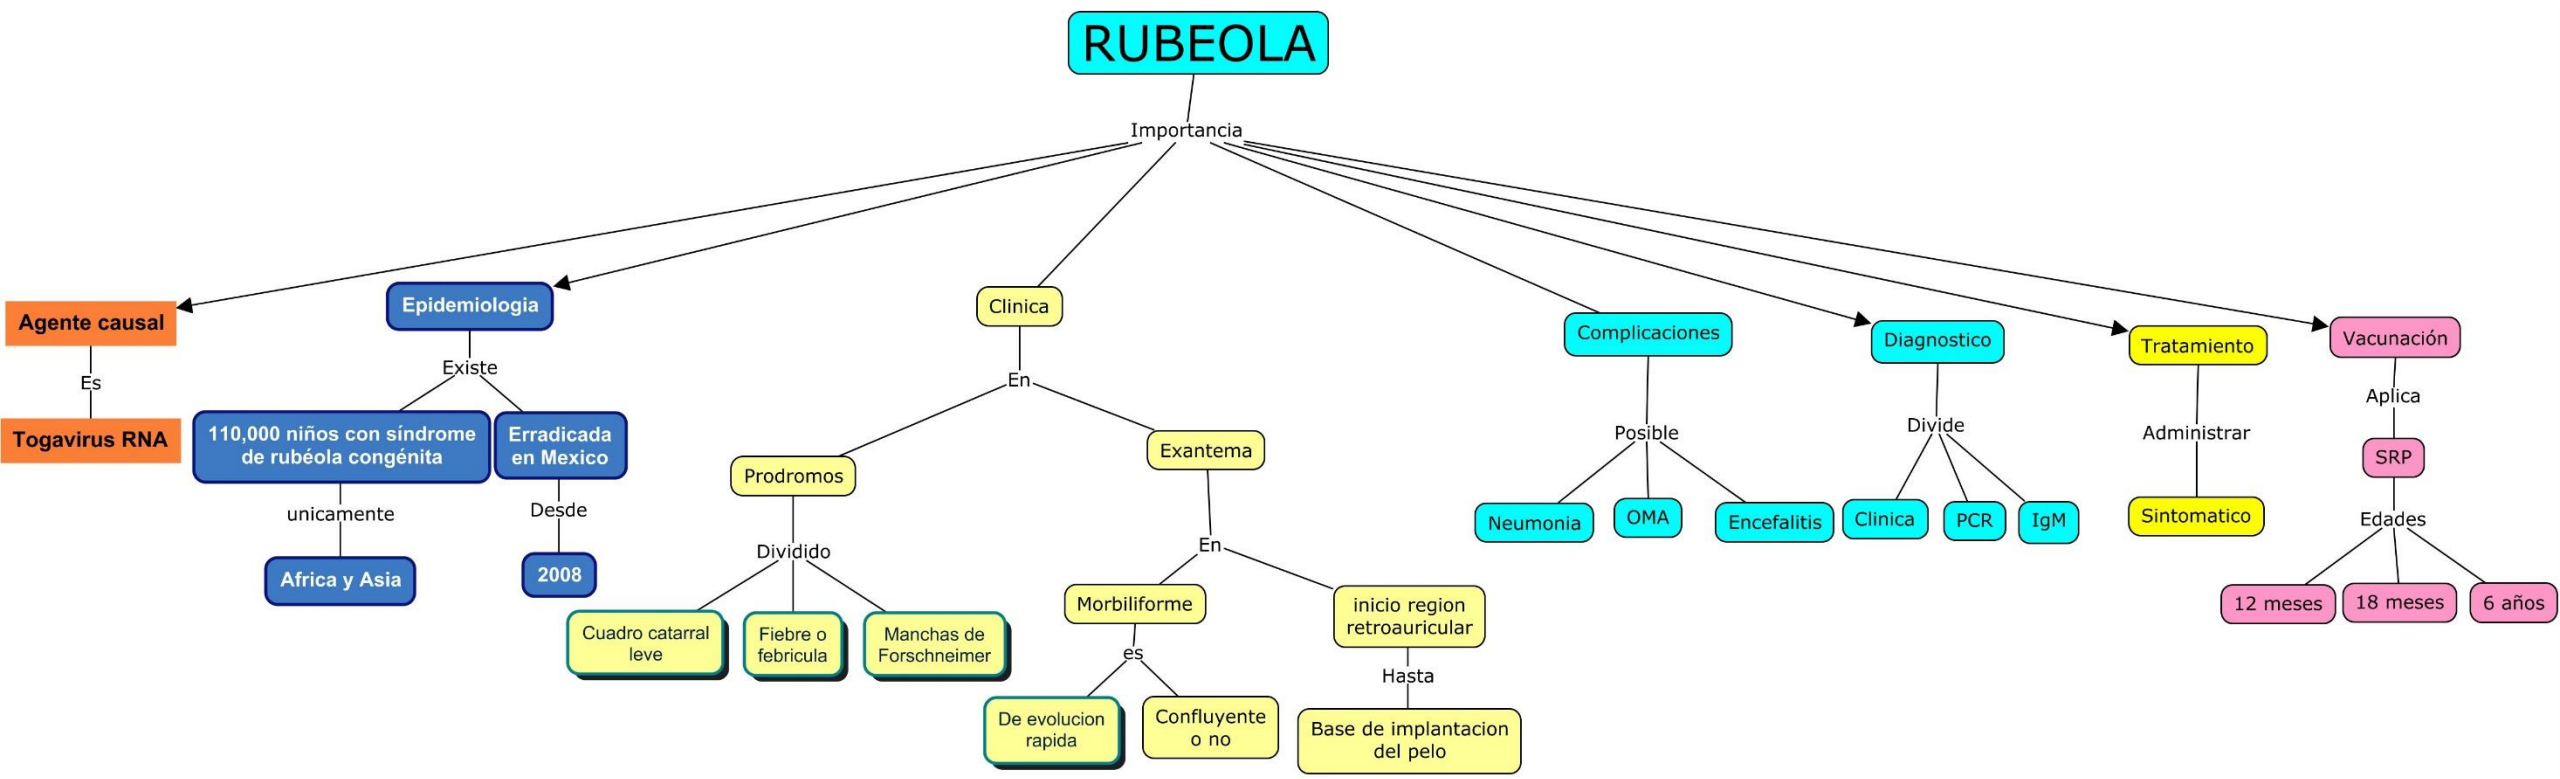 RUBEOLA
Importancia
Agente causal
Es
Togavirus RNA
Epidemiologia
Existe
110,000 niños con síndrome
de rubéola congénita
unicamente
Africa y Asia
Erradicada
en Mexico
Desde
2008
Clinica
En
Prodromos
Dividido
Cuadro catarral
leve
Fiebre o
febricula
Manchas de
Forschneimer
Exantema
En
Morbiliforme
es
De evolucion
rapida
Confluyente
o no
inicio region
retroauricular
Hasta
Base de implantacion
del pelo
Complicaciones
Posible
Neumonia
OMA
Encefalitis
Diagnostico
Divide
Clinica
PCR
IgM
Tratamiento
Administrar
Sintomatico
Vacunación
Aplica
SRP
Edades
12 meses
18 meses
6 años